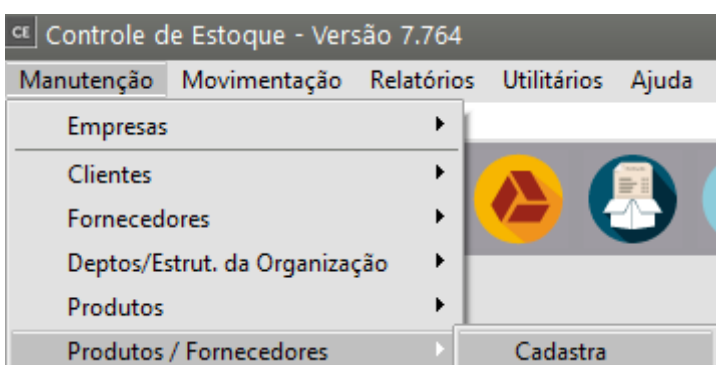 CE Controle de Estoque - Versão 7.764
Manutenção Movimentação Relatórios Utilitários Ajuda
Empresas
Clientes
Fornecedores
Deptos/Estrut. da Organização
Produtos
Produtos / Fornecedores Cadastra